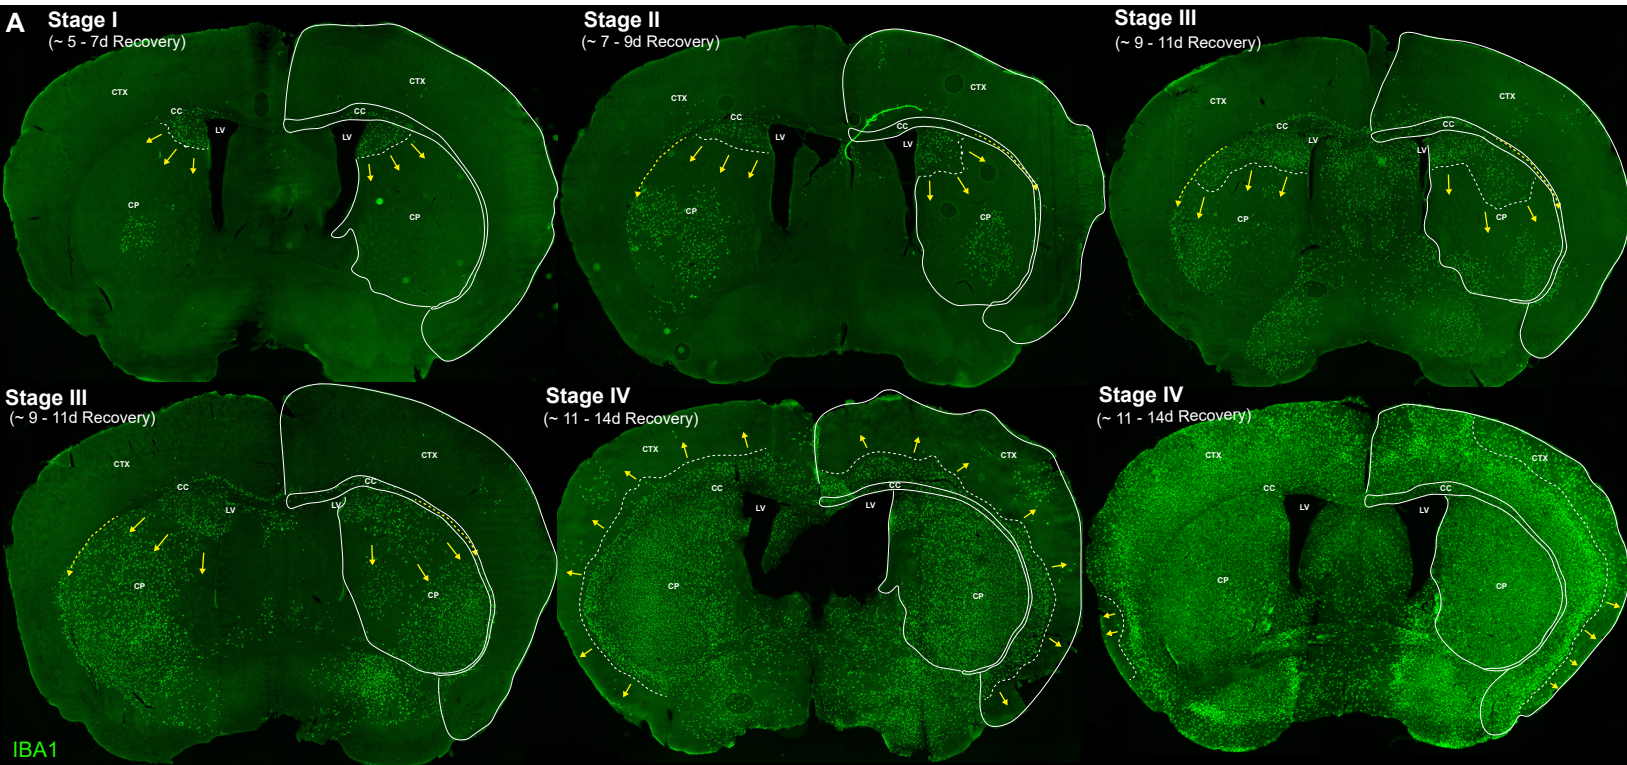 A
Stage I
(~ 5 - 7d Recovery)
CTX
CTX
CC
CC
LV
LV
CP
CP
Stage II
(~ 7 - 9d Recovery)
CTX
CTX
CC
CC
LV
LV
CP
CP
Stage III
(~ 9 - 11d Recovery)
CTX
CTX
CC
CC
LV
LV
CP
CP
Stage III
(~ 9 - 11d Recovery)
CTX
CTX
CC
CC
LV
LV
CP
CP
Stage IV
(~ 11 - 14d Recovery)
CTX
CTX
CC
CC
LV
LV
CP
CP
Stage IV
(~ 11 - 14d Recovery)
CTX
CTX
CC
CC
LV
LV
CP
CP
IBA1